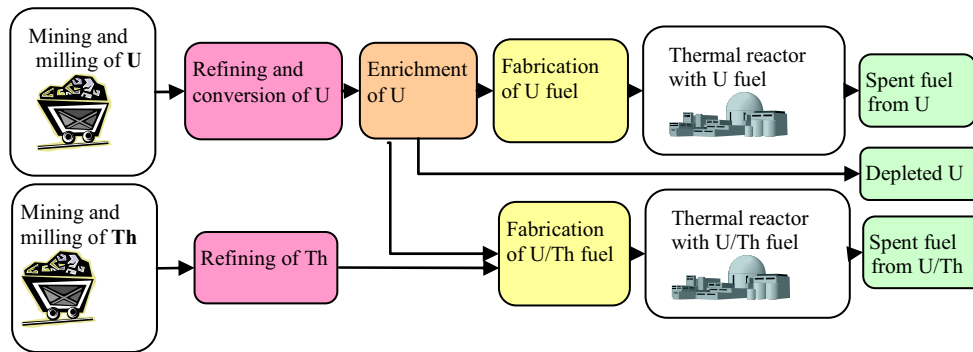 Mining and
milling of U
Refining and
conversion of U
Enrichment
of U
Fabrication
of U fuel
Thermal reactor
with U fuel
Spent fuel
from U
Depleted U
Mining and
milling of Th
Refining of Th
Fabrication
of U/Th fuel
Thermal reactor
with U/Th fuel
Spent fuel
from U/Th